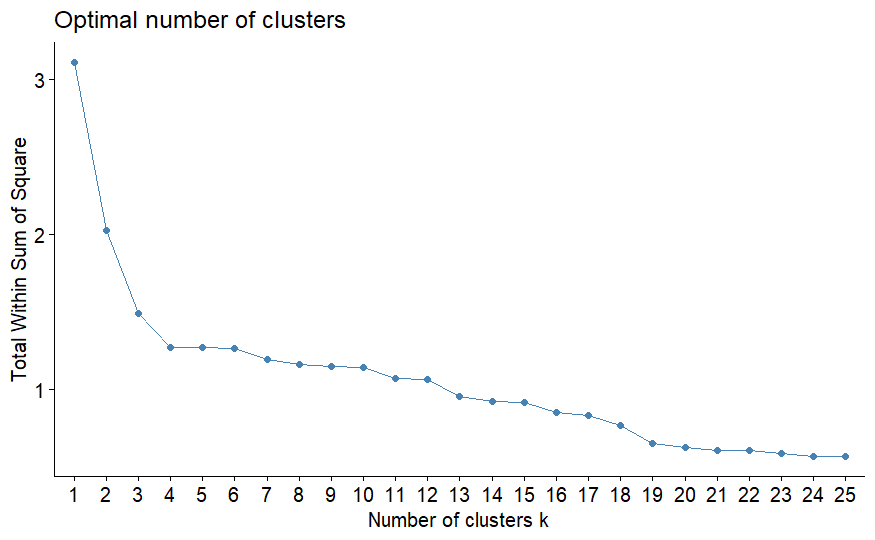 Optimal number of clusters
Total Within Sum of Square
3
2
1
1 2 3 4 5 6 7 8 9 10 11 12 13 14 15 16 17 18 19 20 21 22 23 24 25
Number of clusters k